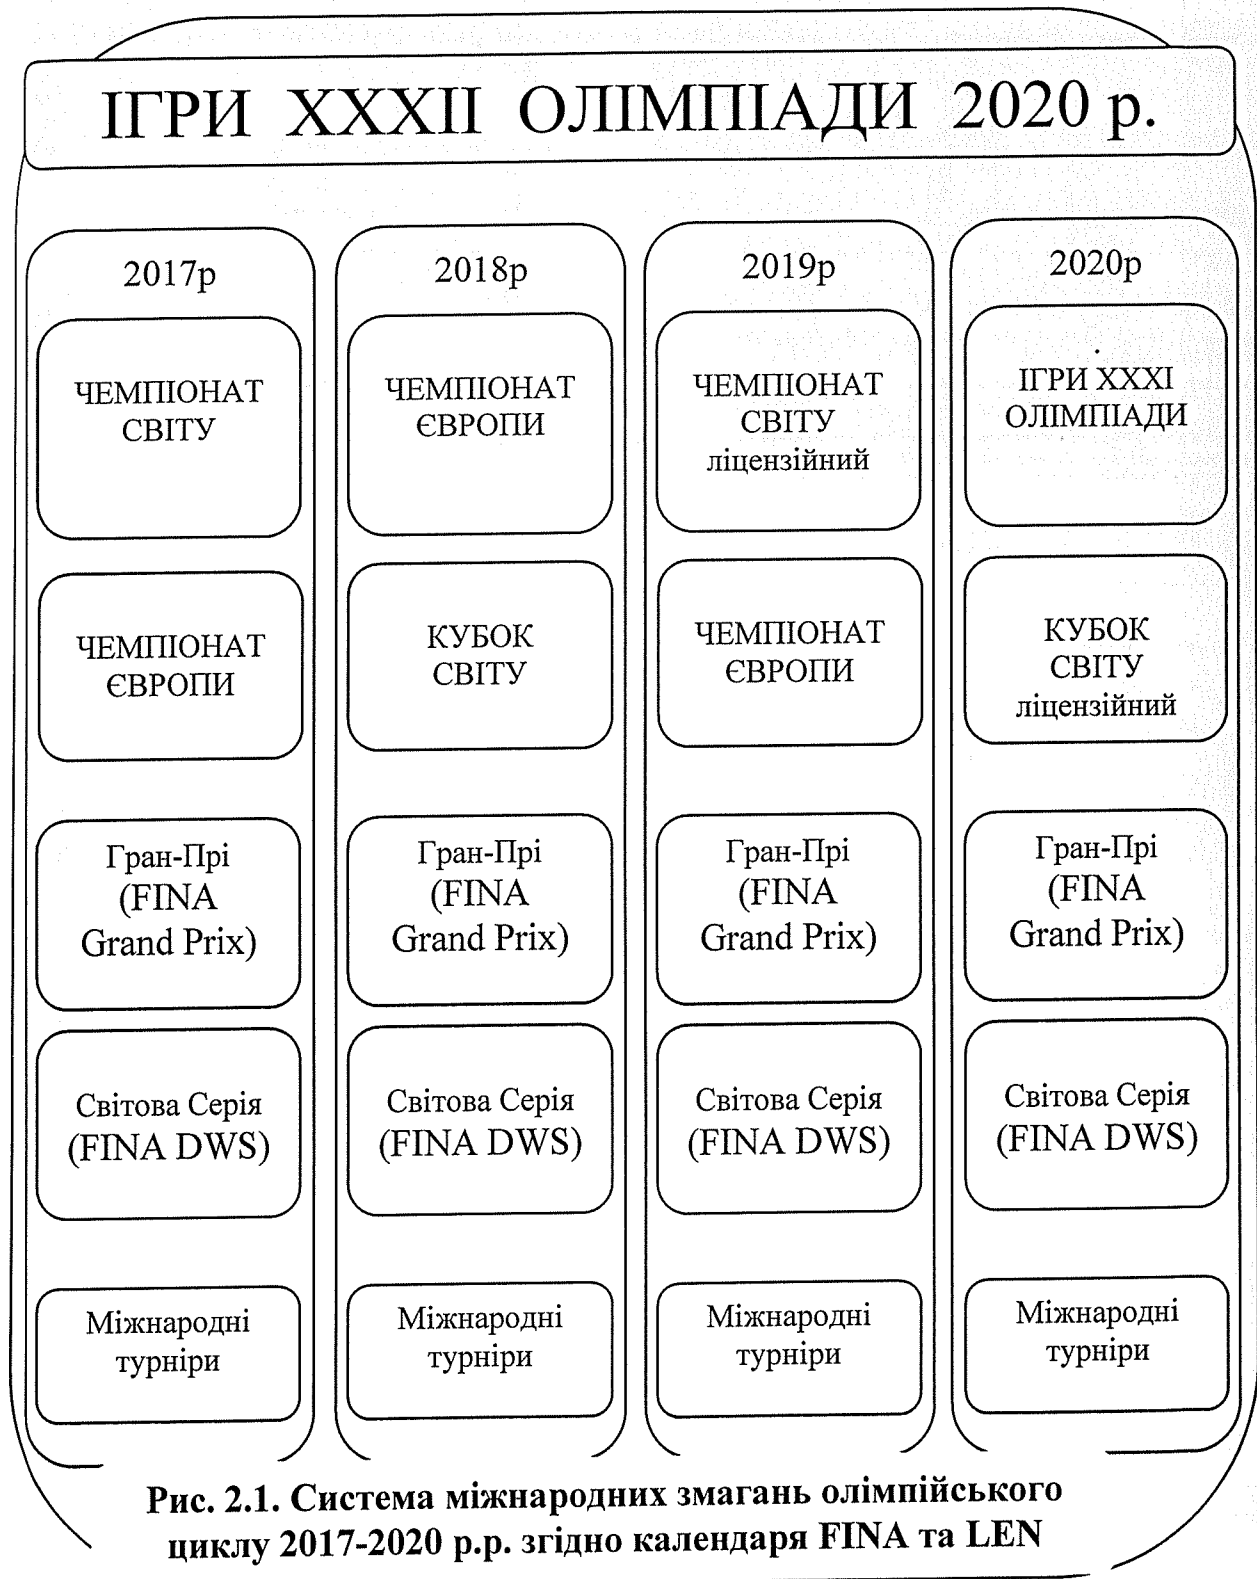 ІГРИ XXXII ОЛІМПІАДИ 2020 р.
2017р
ЧЕМПІОНАТ
СВІТУ
ЧЕМПІОНАТ
ЄВРОПИ
Гран-Прі
(FINA
Grand Prix)
Світова Серія
(FINA DWS)
Міжнародні
турніри
2018р
ЧЕМПІОНАТ
ЄВРОПИ
КУБОК
СВІТУ
Гран-Прі
(FINA
Grand Prix)
Світова Серія
(FINA DWS)
Міжнародні
турніри
2019р
ЧЕМПІОНАТ
СВІТУ
ліцензійний
ЧЕМПІОНАТ
ЄВРОПИ
Гран-Прі
(FINA
Grand Prix)
Світова Серія
(FINA DWS)
Міжнародні
турніри
2020р
ІГРИ XXXI
ОЛІМПІАДИ
КУБОК
СВІТУ
ліцензійний
Гран-Прі
(FINA
Grand Prix)
Світова Серія
(FINA DWS)
Міжнародні
турніри
Рис. 2.1. Система міжнародних змагань олімпійського
циклу 2017-2020 р.р. згідно календаря FINA та LEN